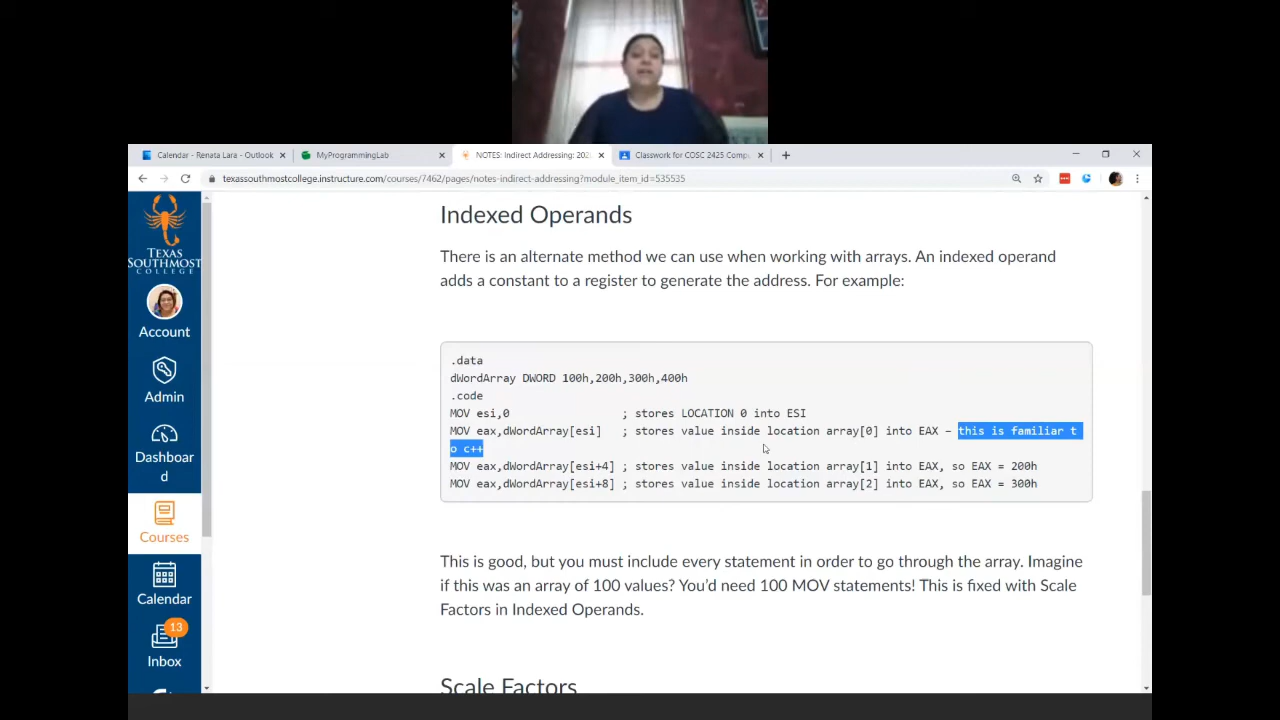 Calendar - Renata Lara - Outlook
MyProgrammingLab
NOTES: Indirect Addressing: 202
Classwork for COSC 2425 Compu
texassouthmostcollege.instructure.com/courses/7462/pages/notes-indirect-addressing?module_item_id=535535
TEXAS
SOUTHMOST
COLLEGE
Account
Admin
Dashboar
d
Courses
Calendar
13
Inbox
Indexed Operands
There is an alternate method we can use when working with arrays. An indexed operand
adds a constant to a register to generate the address. For example:
.data
dWordArray DWORD 100h,200h,300h,400h
.code
MOV esi,0 ; stores LOCATION 0 into ESI
MOV eax,dWordArray[esi] ; stores value inside location array[0] into EAX – this is familiar t
o c++
MOV eax,dWordArray[esi+4] ; stores value inside location array[1] into EAX, so EAX = 200h
MOV eax,dWordArray[esi+8] ; stores value inside location array[2] into EAX, so EAX = 300h
This is good, but you must include every statement in order to go through the array. Imagine
if this was an array of 100 values? You'd need 100 MOV statements! This is fixed with Scale
Factors in Indexed Operands.
Scale Factors